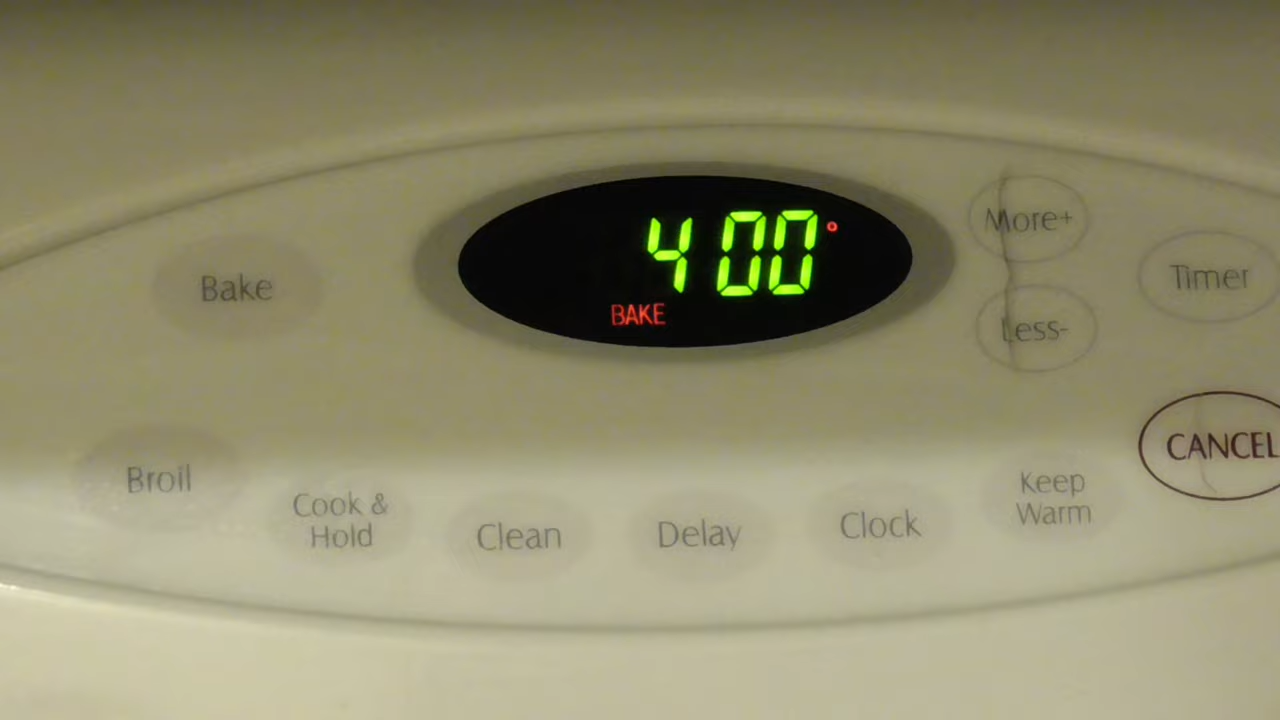 400°
BAKE
Bake
More+
Less-
Timer
CANCEL
Broil
Cook &
Hold
Clean
Delay
Clock
Keep
Warm